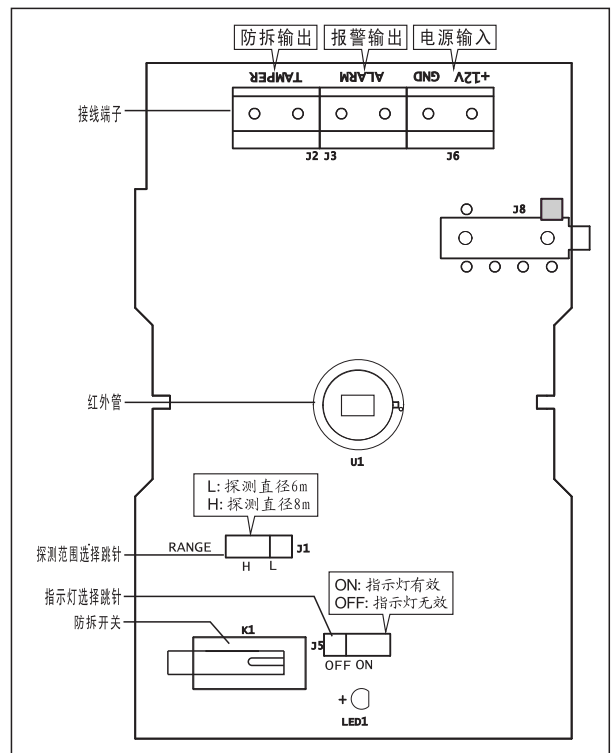 防拆输出 报警输出 电源输入
TAMPER ALARM GND +12V
接线端子
J2 J3 J6
J8
红外管
U1
L: 探测直径6m
H: 探测直径8m
RANGE J1
探测范围选择跳针
H L
指示灯选择跳针
ON: 指示灯有效
OFF: 指示灯无效
防拆开关
K1
J5
OFF ON
+
LED1